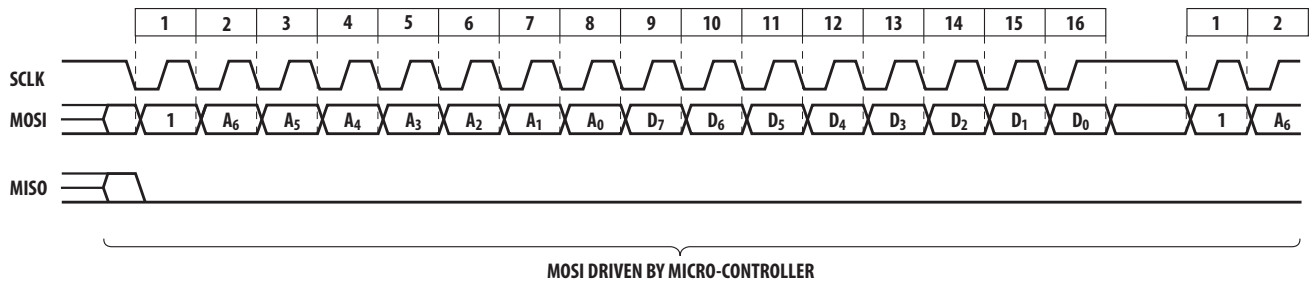 1 2 3 4 5 6 7 8 9 10 11 12 13 14 15 16 1 2
SCLK
MOSI 1 A6 A5 A4 A3 A2 A1 A0 D7 D6 D5 D4 D3 D2 D1 D0 1 A6
MISO
MOSI DRIVEN BY MICRO-CONTROLLER